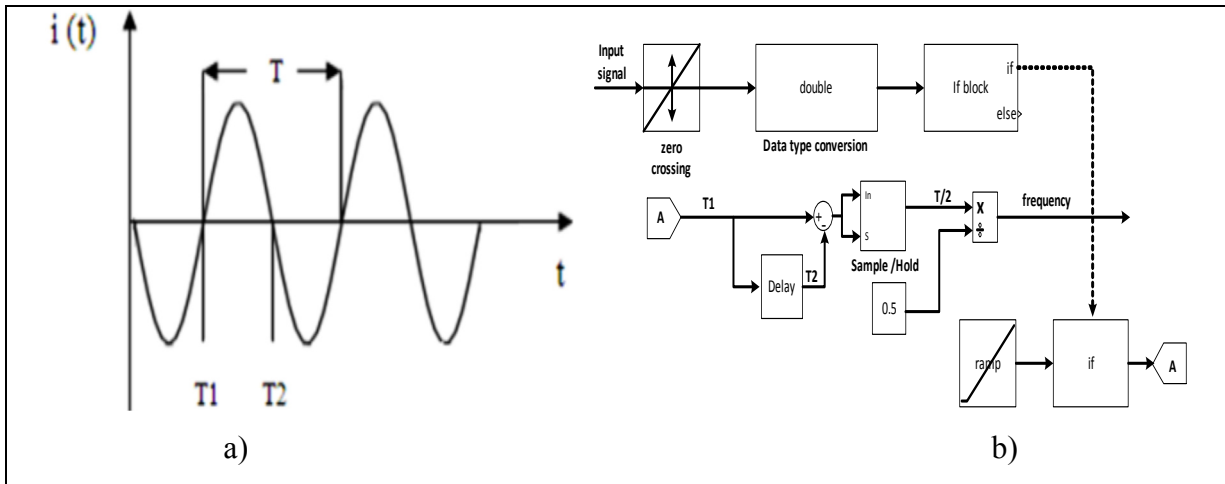 i (t)
T
t
T1
T2
a)
Input
signal
zero
crossing
double
Data type conversion
If block
if
else>
A
T1
Delay
T2
+
-
In
S
Sample /Hold
T/2
0.5
X
÷
frequency
ramp
if
A
b)